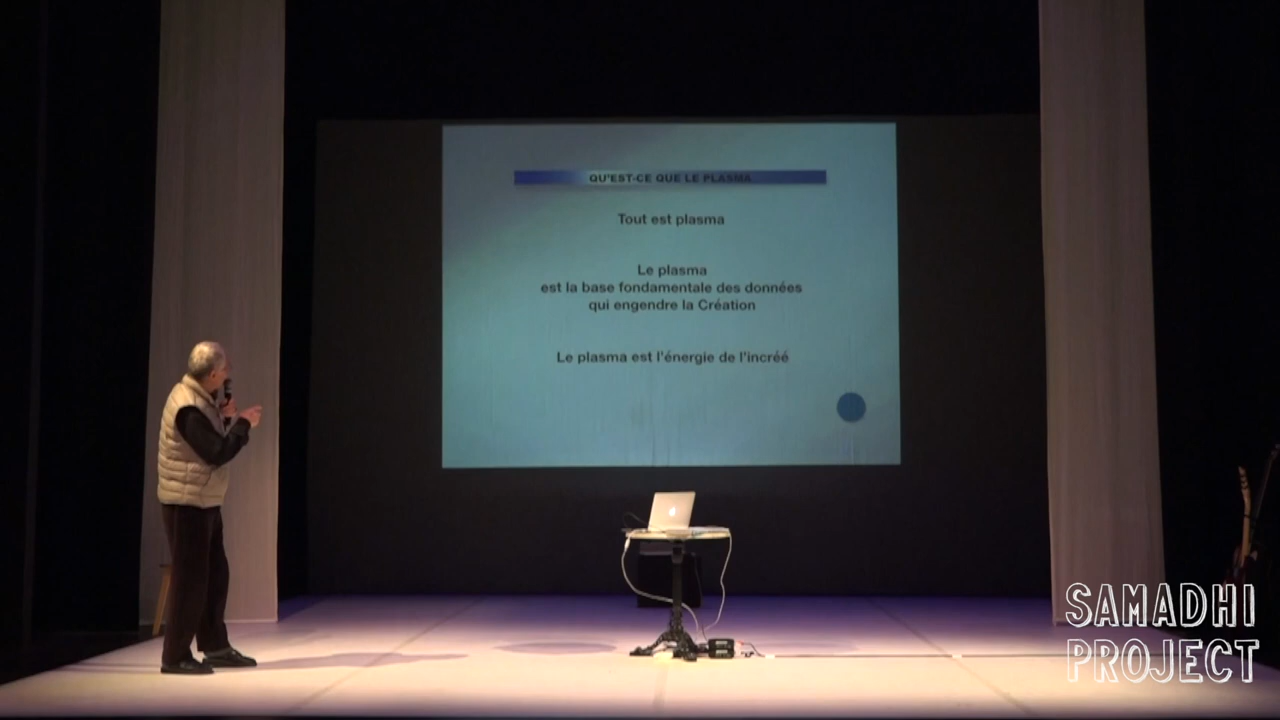 QU'EST-CE QUE LE PLASMA
Tout est plasma
Le plasma
est la base fondamentale des données
qui engendre la Création
Le plasma est l'énergie de l'incréé
SAMADHI
PROJECT